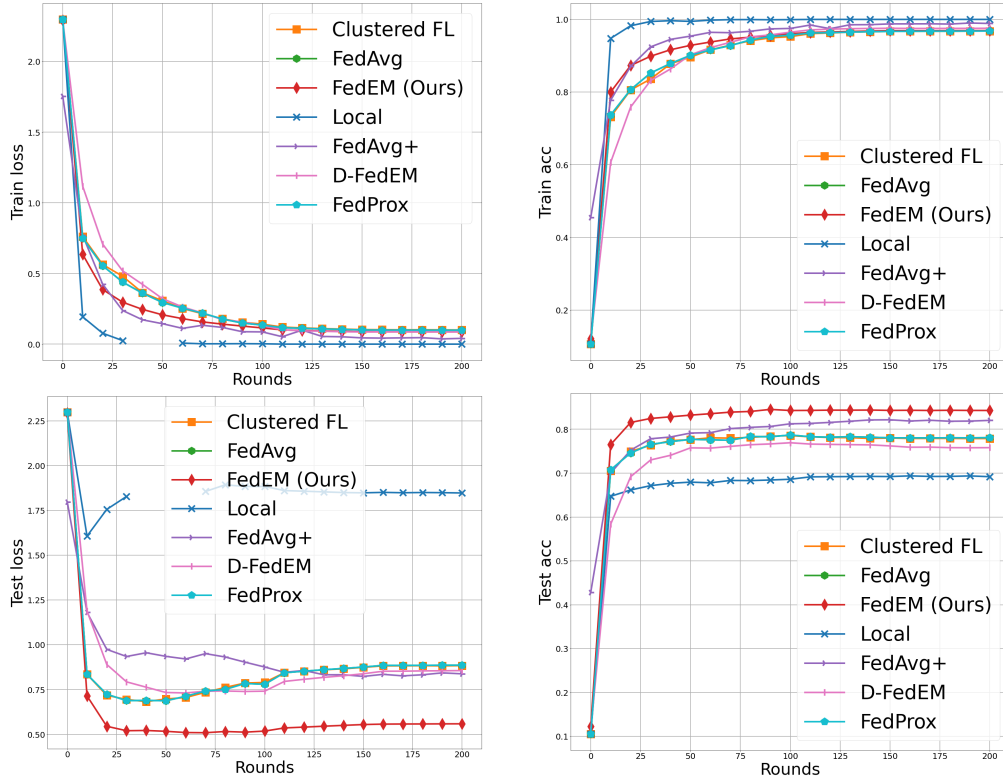 Train loss
2.0
1.5
1.0
0.5
0.0
Clustered FL
FedAvg
FedEM (Ours)
Local
FedAvg+
D-FedEM
FedProx
0 25 50 75 100 125 150 175 200
Rounds
Train acc
1.0
0.8
0.6
0.4
0.2
Clustered FL
FedAvg
FedEM (Ours)
Local
FedAvg+
D-FedEM
FedProx
0 25 50 75 100 125 150 175 200
Rounds
Test loss
2.25
2.00
1.75
1.50
1.25
1.00
0.75
0.50
Clustered FL
FedAvg
FedEM (Ours)
Local
FedAvg+
D-FedEM
FedProx
0 25 50 75 100 125 150 175 200
Rounds
Test acc
0.8
0.7
0.6
0.5
0.4
0.3
0.2
0.1
Clustered FL
FedAvg
FedEM (Ours)
Local
FedAvg+
D-FedEM
FedProx
0 25 50 75 100 125 150 175 200
Rounds